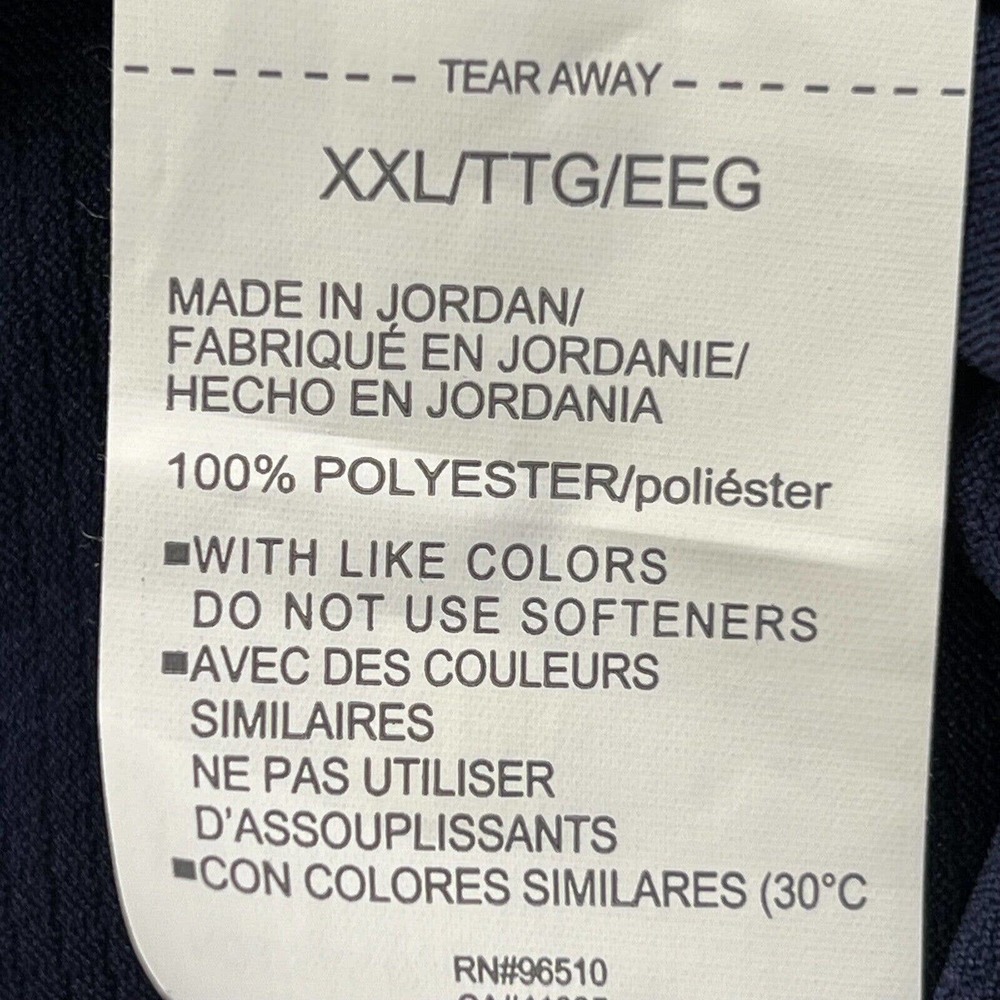 TEAR AWAY
XXL/TTG/EEG
MADE IN JORDAN/
FABRIQUÉ EN JORDANIE/
HECHO EN JORDANIA
100% POLYESTER/poliéster
WITH LIKE COLORS
DO NOT USE SOFTENERS
AVEC DES COULEURS
SIMILAIRES
NE PAS UTILISER
D'ASSOUPLISSANTS
CON COLORES SIMILARES (30°C
RN#96510